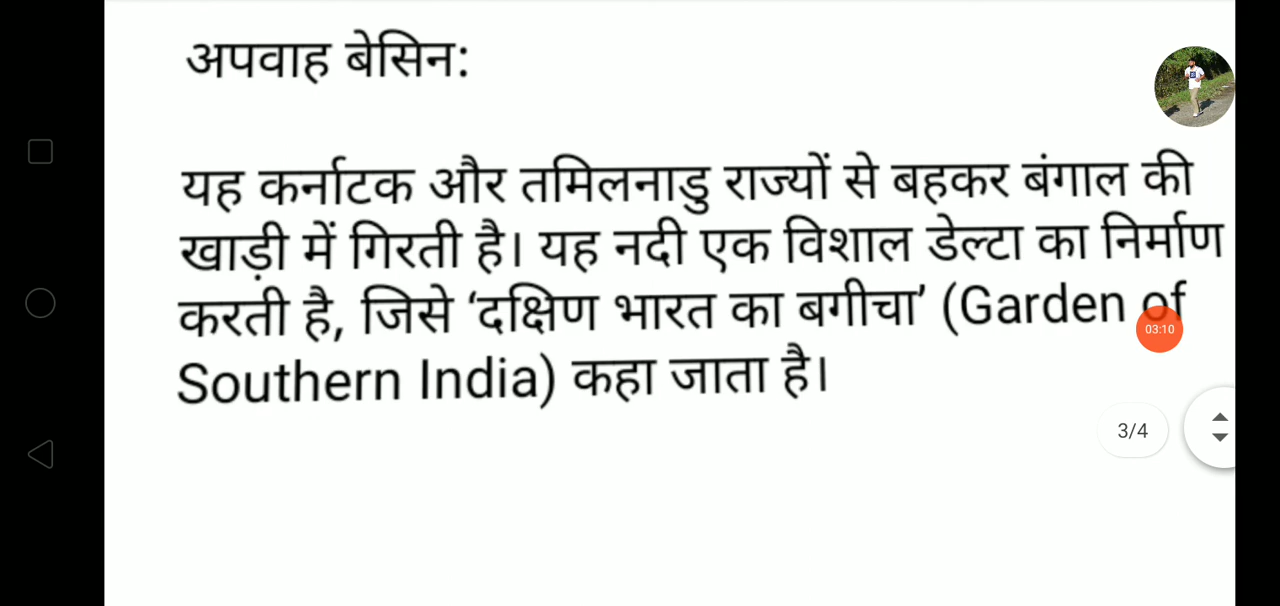 अपवाह बेसिन:
यह कर्नाटक और तमिलनाडु राज्यों से बहकर बंगाल की
खाड़ी में गिरती है। यह नदी एक विशाल डेल्टा का निर्माण
करती है, जिसे ‘दक्षिण भारत का बगीचा’ (Garden of
Southern India) कहा जाता है।
03:10
3/4